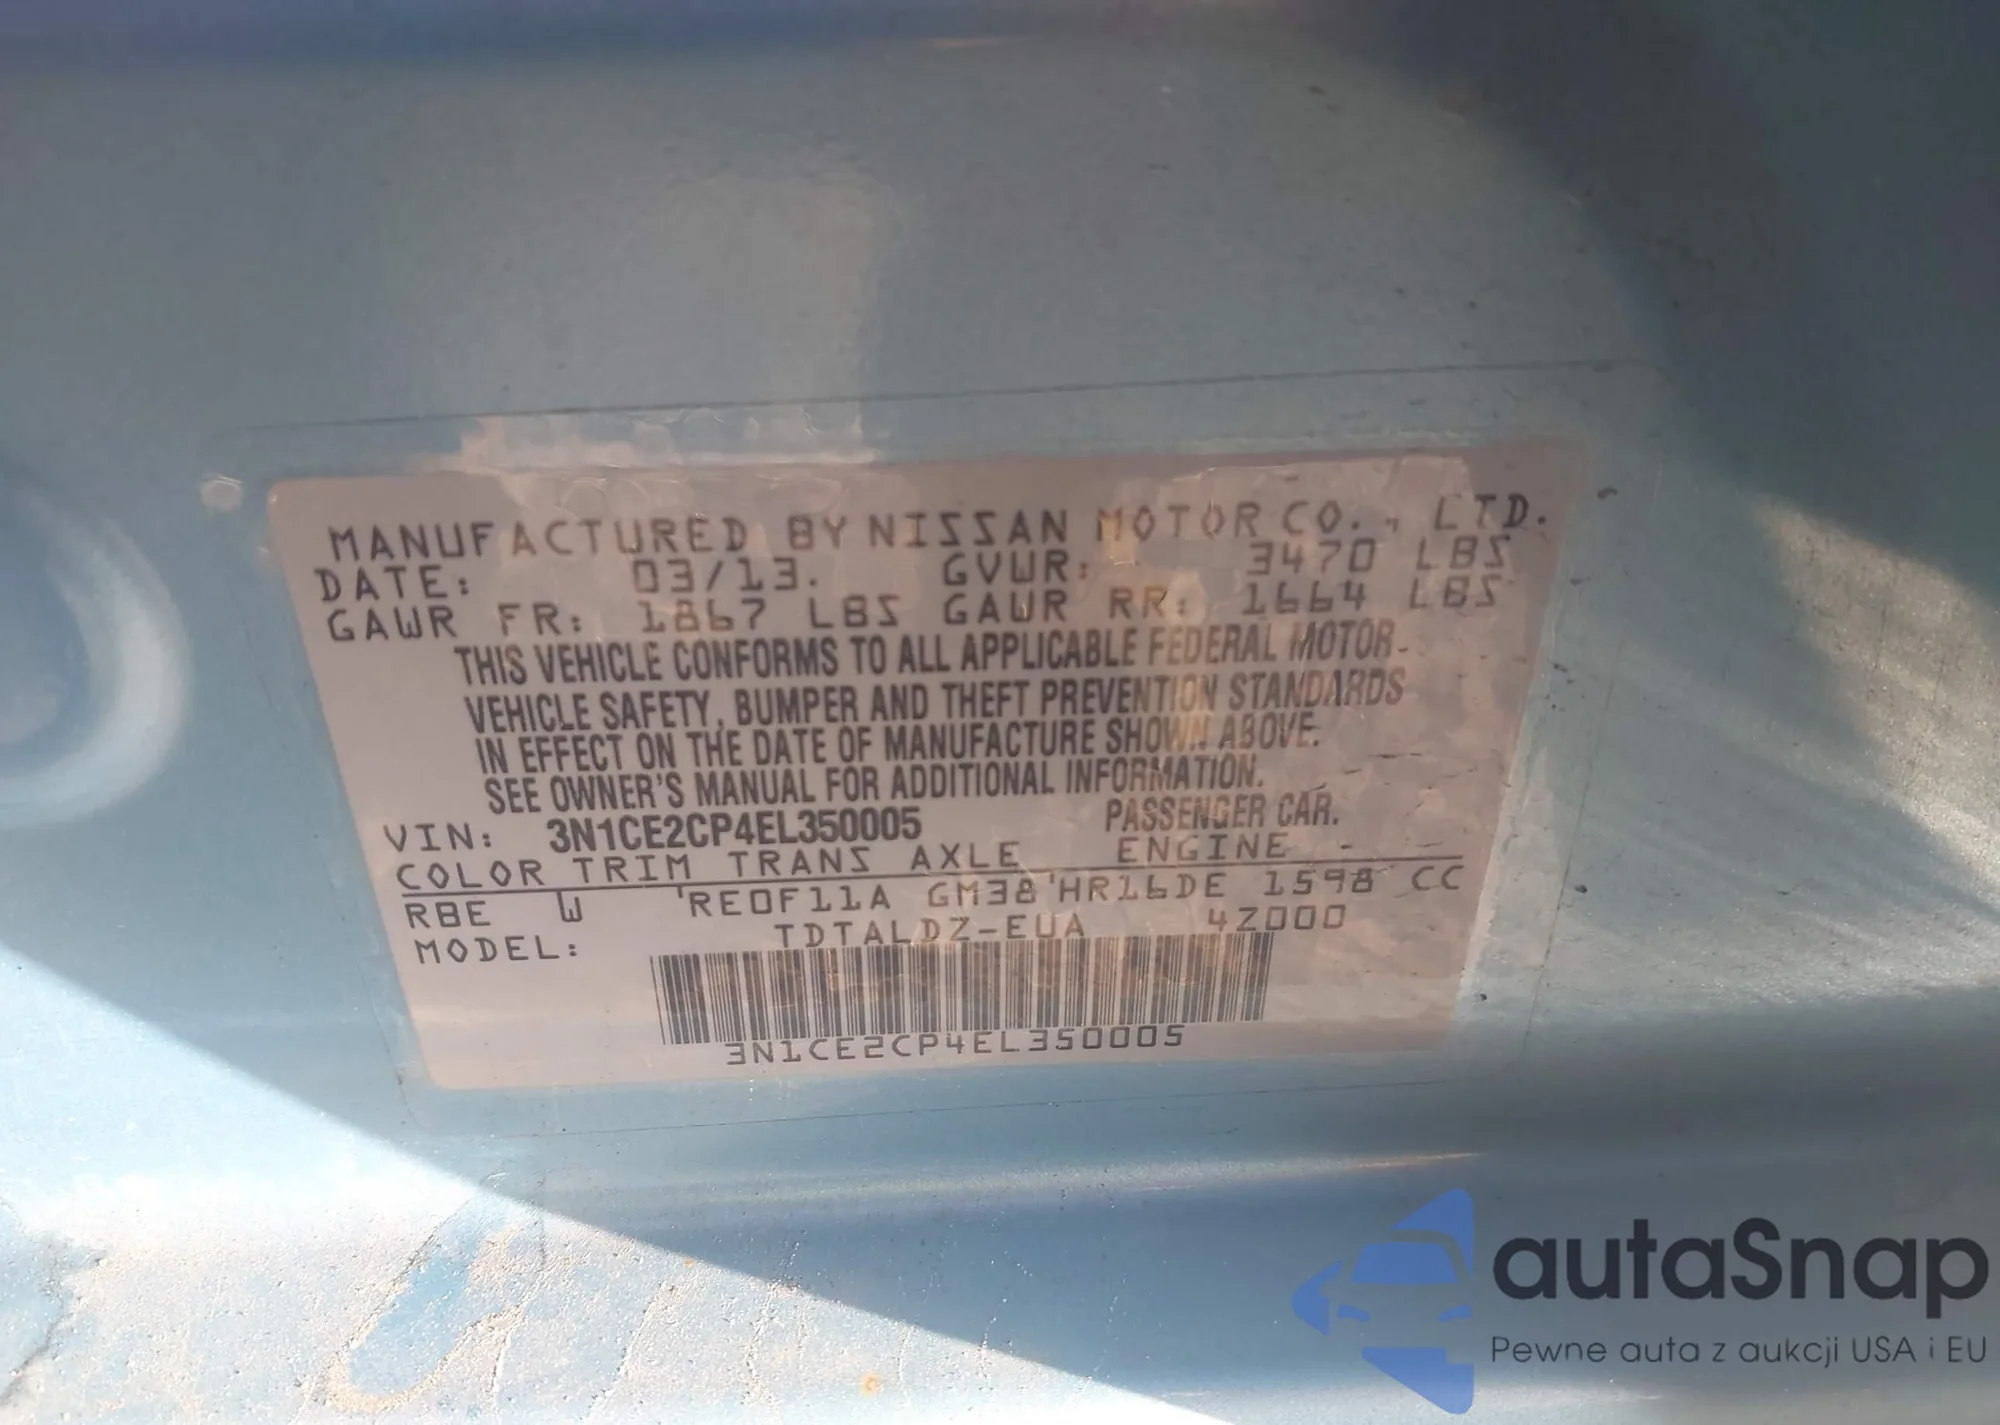 MANUFACTURED BY NISSAN MOTOR CO., LTD.
DATE: 03/13. GVWR: 3470 LBS
GAWR FR: 1867 LBS GAWR RR: 1664 LBS
THIS VEHICLE CONFORMS TO ALL APPLICABLE FEDERAL MOTOR
VEHICLE SAFETY, BUMPER AND THEFT PREVENTION STANDARDS
IN EFFECT ON THE DATE OF MANUFACTURE SHOWN ABOVE.
SEE OWNER'S MANUAL FOR ADDITIONAL INFORMATION.
VIN: 3N1CE2CP4EL350005 PASSENGER CAR.
COLOR TRIM TRANS AXLE ENGINE
RBE W RE0F11A GM38 HR16DE 1598 CC
MODEL: TDTALDZ-EUA 4Z000
3N1CE2CP4EL350005
autaSnap
Pewne auta z aukcji USA i EU